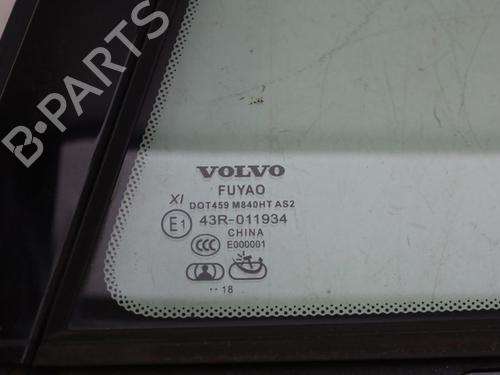 B-PARTS
VOLVO
FUYAO
XI DOT459 M840HT AS2
E1 43R-011934
CHINA
CCC E000001
·· 18